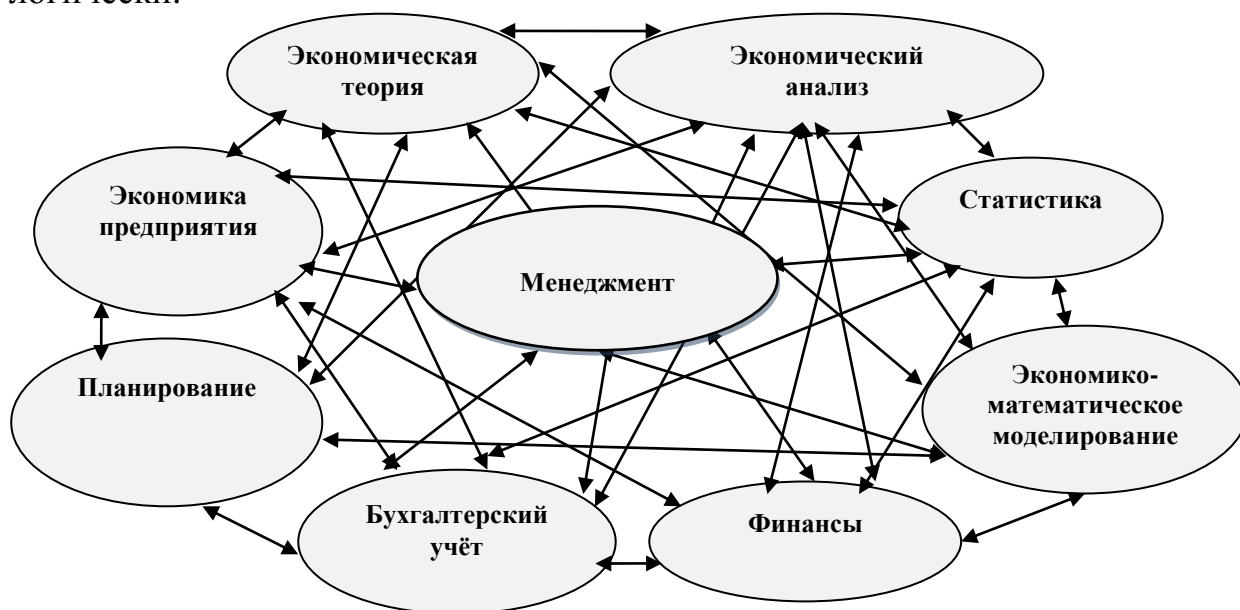 логически.
Экономическая
теория
Экономический
анализ
Экономика
предприятия
Статистика
Менеджмент
Планирование
Экономико-
математическое
моделирование
Бухгалтерский
учёт
Финансы